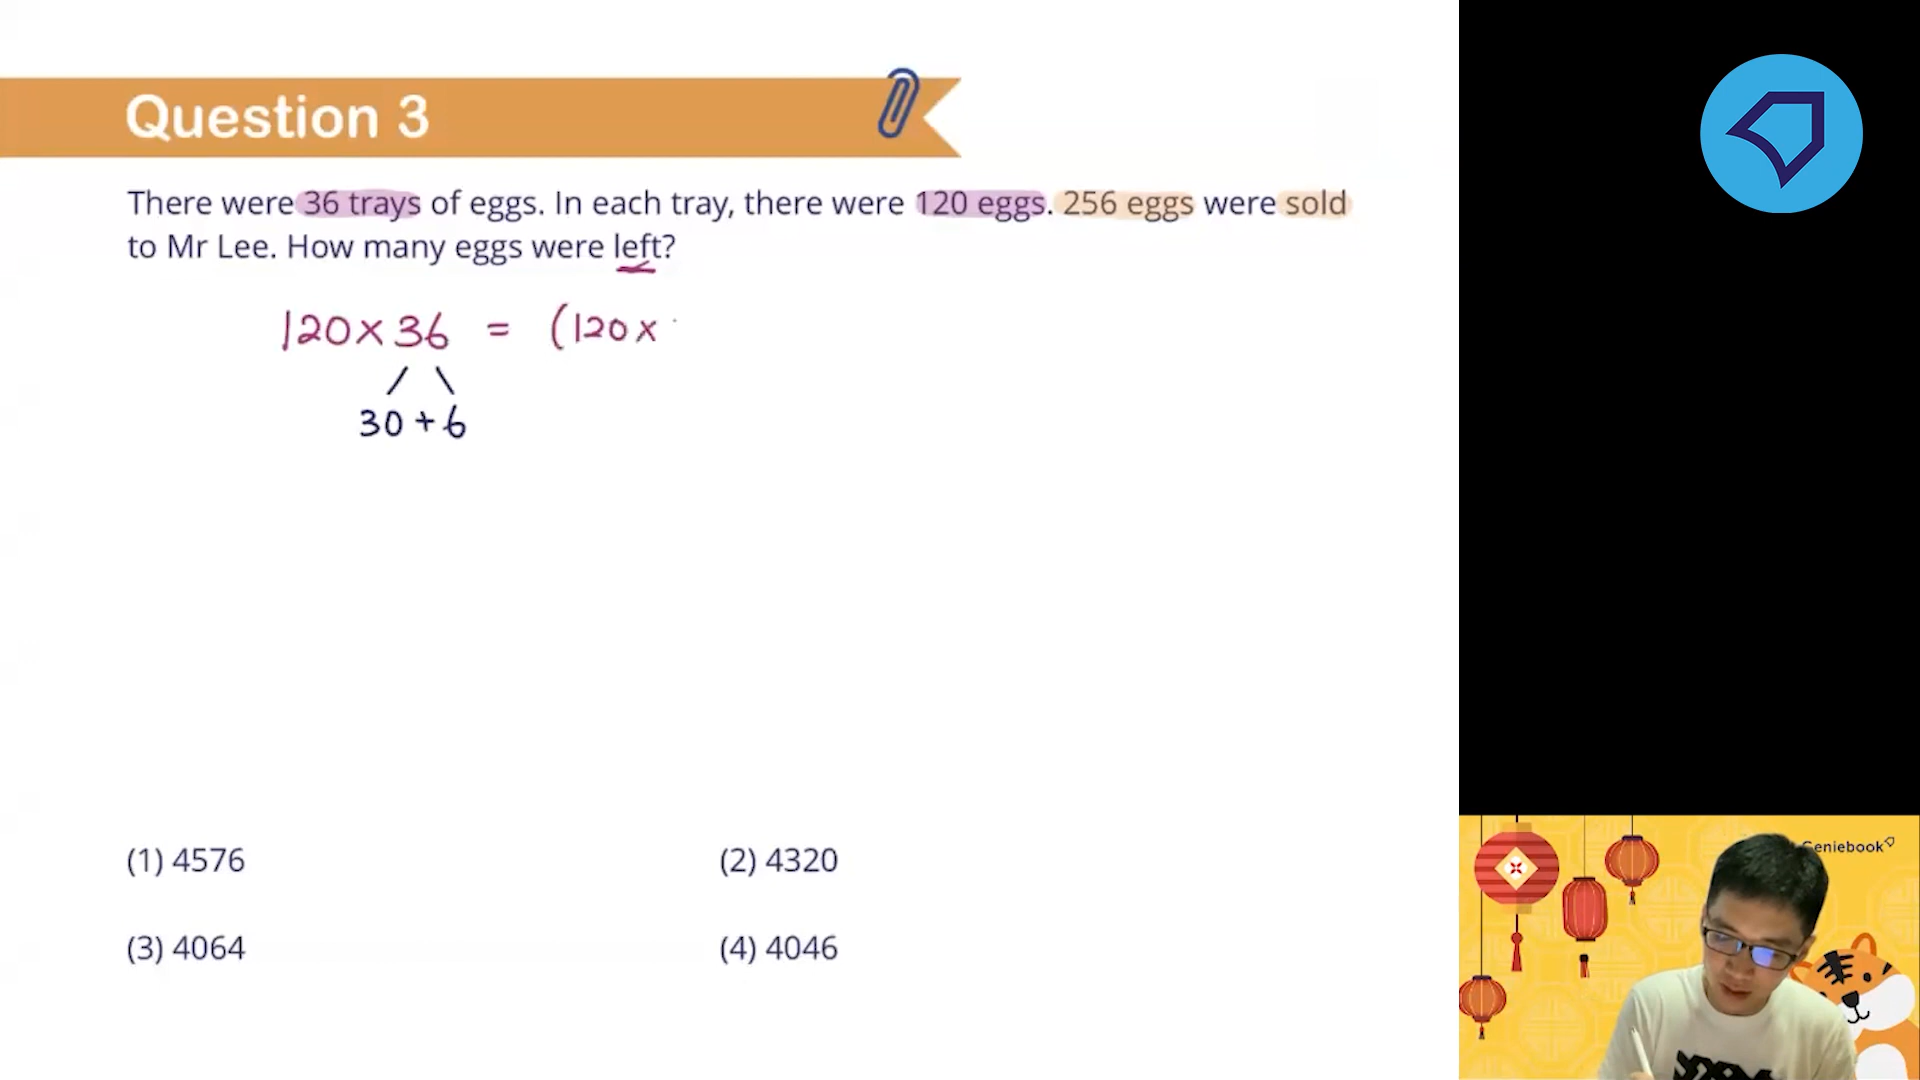 Question 3
There were 36 trays of eggs. In each tray, there were 120 eggs. 256 eggs were sold
to Mr Lee. How many eggs were left?
120 x 36 = (120 x
30 + 6
(1) 4576
(2) 4320
(3) 4064
(4) 4046
Geniebook